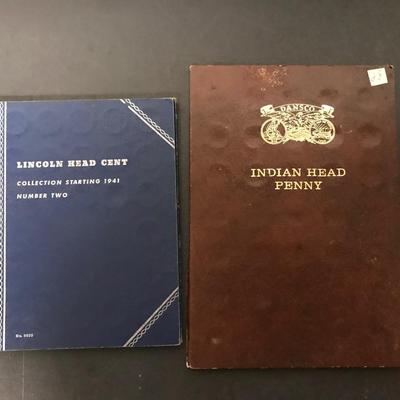 LINCOLN HEAD CENT
COLLECTION STARTING 1941
NUMBER TWO
DANSCO
INDIAN HEAD
PENNY